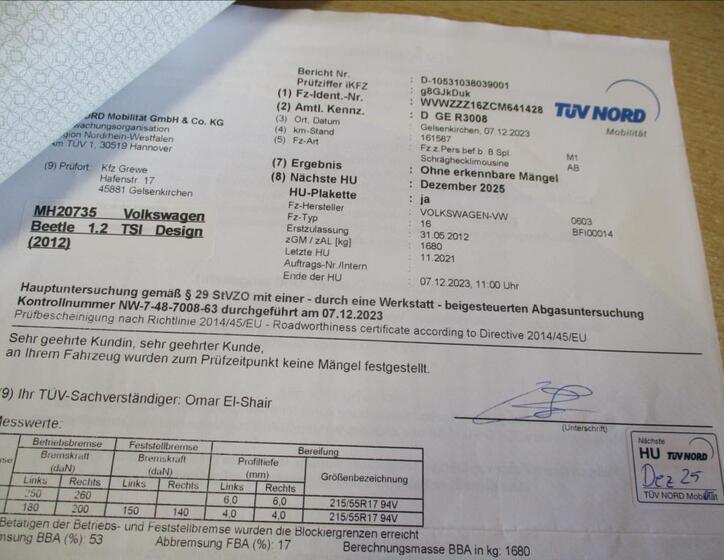 Bericht Nr. : D-10531038039001
Prüfziffer iKFZ : g8GJkDuk
(1) Fz-Ident.-Nr. : WVWZZZ16ZCM641428
(2) Amtl. Kennz. : D GE R3008
(3) Ort, Datum : Gelsenkirchen, 07.12.2023
(4) km-Stand : 161587
(5) Fz-Art : Fz.z.Pers bef.b. 8 Spl. M1
Schräghecklimousine AB
(7) Ergebnis : Ohne erkennbare Mängel
(8) Nächste HU : Dezember 2025
HU-Plakette : ja
Fz-Hersteller : VOLKSWAGEN-VW 0603
Fz-Typ : 16 BFI00014
Erstzulassung : 31.05.2012
zGM / zAL [kg] : 1680
Letzte HU : 11.2021
Auftrags-Nr./Intern :
Ende der HU : 07.12.2023, 11:00 Uhr
TÜV NORD
Mobilität
ORD Mobilität GmbH & Co. KG
wachungsorganisation
gion Nordrhein-Westfalen
m TÜV 1, 30519 Hannover
(9) Prüfort: Kfz Grewe
Hafenstr. 17
45881 Gelsenkirchen
MH20735 Volkswagen
Beetle 1.2 TSI Design
(2012)
Hauptuntersuchung gemäß § 29 StVZO mit einer - durch eine Werkstatt - beigesteuerten Abgasuntersuchung
Kontrollnummer NW-7-48-7008-63 durchgeführt am 07.12.2023
Prüfbescheinigung nach Richtlinie 2014/45/EU - Roadworthiness certificate according to Directive 2014/45/EU
Sehr geehrte Kundin, sehr geehrter Kunde,
an Ihrem Fahrzeug wurden zum Prüfzeitpunkt keine Mängel festgestellt.
(9) Ihr TÜV-Sachverständiger: Omar El-Shair
(Unterschrift)
Messwerte:
Betriebsbremse Feststellbremse Bereifung
Bremskraft (daN) Bremskraft (daN) Profiltiefe (mm) Größenbezeichnung
Links Rechts Links Rechts Links Rechts
250 260 6,0 6,0 215/55R17 94V
180 200 150 140 4,0 4,0 215/55R17 94V
Betätigen der Betriebs- und Feststellbremse wurden die Blockiergrenzen erreicht
msung BBA (%): 53 Abbremsung FBA (%): 17 Berechnungsmasse BBA in kg: 1680
Nächste
HU TÜV NORD
Dez 25
TÜV NORD Mobilität